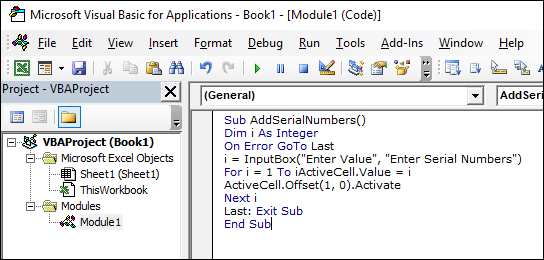 Microsoft Visual Basic for Applications - Book1 - [Module1 (Code)]
File Edit View Insert Format Debug Run Tools Add-Ins Window Help
Project - VBAProject
(General)
AddSerialN
VBAProject (Book1)
Microsoft Excel Objects
Sheet1 (Sheet1)
ThisWorkbook
Modules
Module1
Sub AddSerialNumbers()
Dim i As Integer
On Error GoTo Last
i = InputBox("Enter Value", "Enter Serial Numbers")
For i = 1 To iActiveCell.Value = i
ActiveCell.Offset(1, 0).Activate
Next i
Last: Exit Sub
End Sub